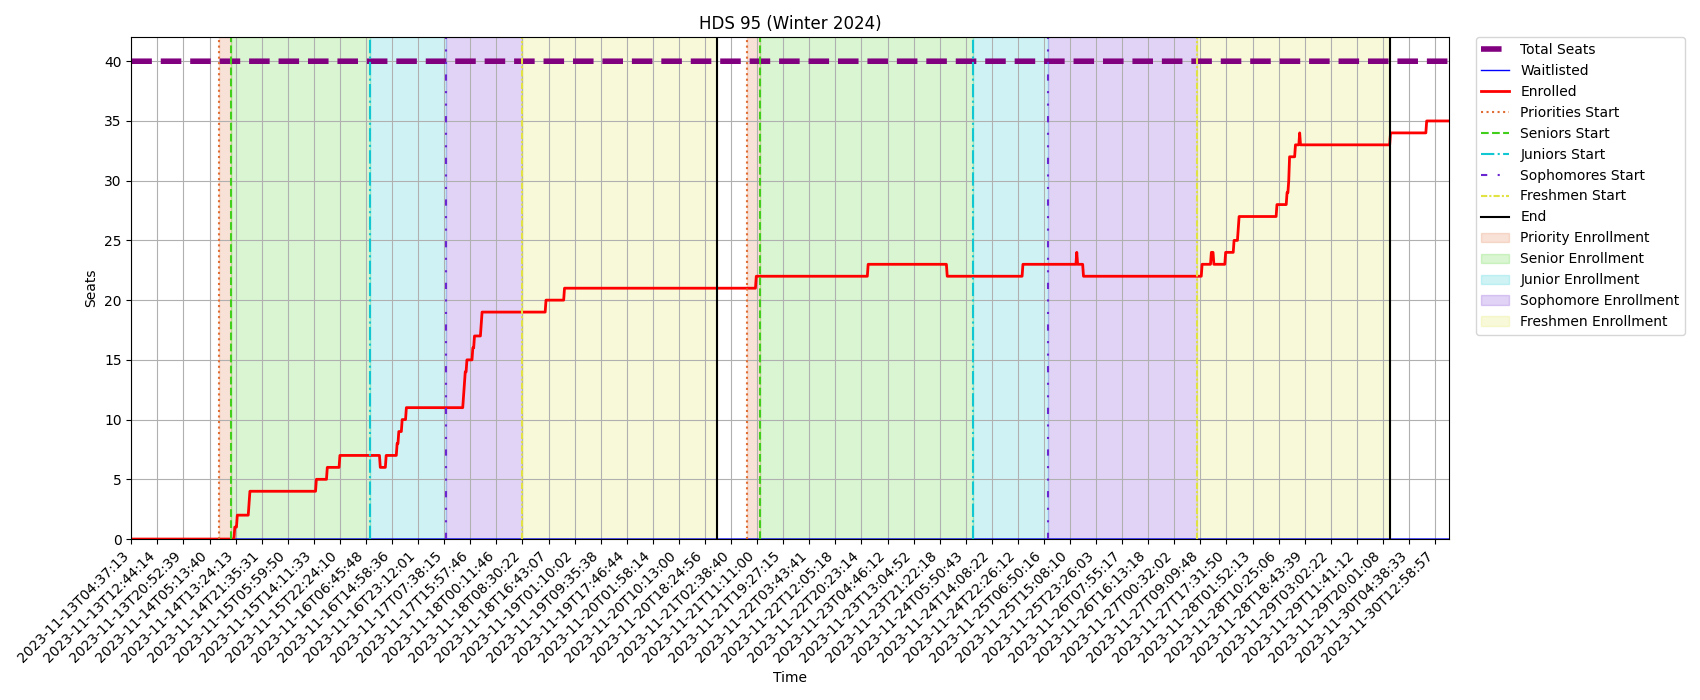 HDS 95 (Winter 2024)
Seats
40
35
30
25
20
15
10
5
0
2023-11-13T04:37:13
2023-11-13T12:44:14
2023-11-13T20:52:39
2023-11-14T05:13:40
2023-11-14T13:24:13
2023-11-14T21:35:31
2023-11-15T05:59:50
2023-11-15T14:11:33
2023-11-15T22:24:10
2023-11-16T06:45:48
2023-11-16T14:58:36
2023-11-16T23:12:01
2023-11-17T07:38:15
2023-11-17T15:57:46
2023-11-18T00:11:46
2023-11-18T08:30:22
2023-11-18T16:43:07
2023-11-19T01:10:02
2023-11-19T09:35:38
2023-11-19T17:46:44
2023-11-20T01:58:14
2023-11-20T10:13:00
2023-11-20T18:24:56
2023-11-21T02:38:40
2023-11-21T11:11:00
2023-11-21T19:27:15
2023-11-22T03:43:41
2023-11-22T12:05:18
2023-11-22T20:23:14
2023-11-23T04:46:12
2023-11-23T13:04:52
2023-11-23T21:22:18
2023-11-24T05:50:43
2023-11-24T14:08:22
2023-11-24T22:26:12
2023-11-25T06:50:16
2023-11-25T15:08:10
2023-11-25T23:26:03
2023-11-26T07:55:17
2023-11-26T16:13:18
2023-11-27T00:32:02
2023-11-27T09:09:48
2023-11-27T17:31:50
2023-11-28T01:52:13
2023-11-28T10:25:06
2023-11-28T18:43:39
2023-11-29T03:02:22
2023-11-29T11:41:12
2023-11-29T20:01:08
2023-11-30T04:38:33
2023-11-30T12:58:57
Time
Total Seats
Waitlisted
Enrolled
Priorities Start
Seniors Start
Juniors Start
Sophomores Start
Freshmen Start
End
Priority Enrollment
Senior Enrollment
Junior Enrollment
Sophomore Enrollment
Freshmen Enrollment